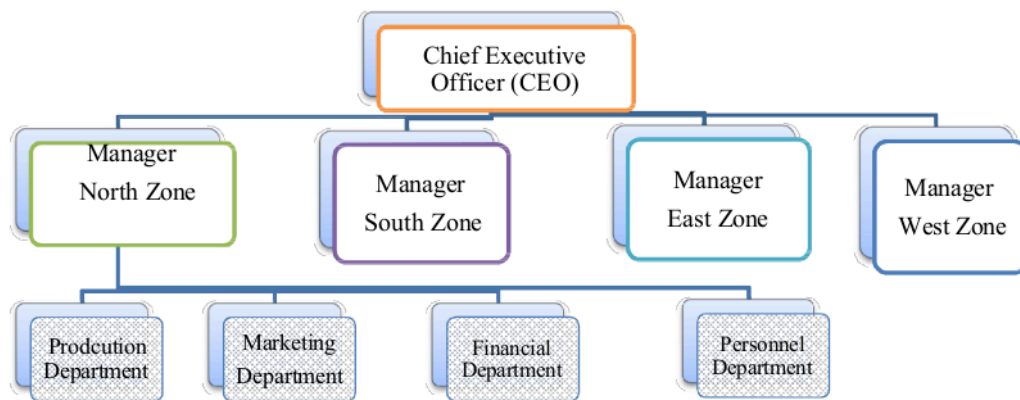 Chief Executive
Officer (CEO)
Manager
North Zone
Manager
South Zone
Manager
East Zone
Manager
West Zone
Prodcution
Department
Marketing
Department
Financial
Department
Personnel
Department